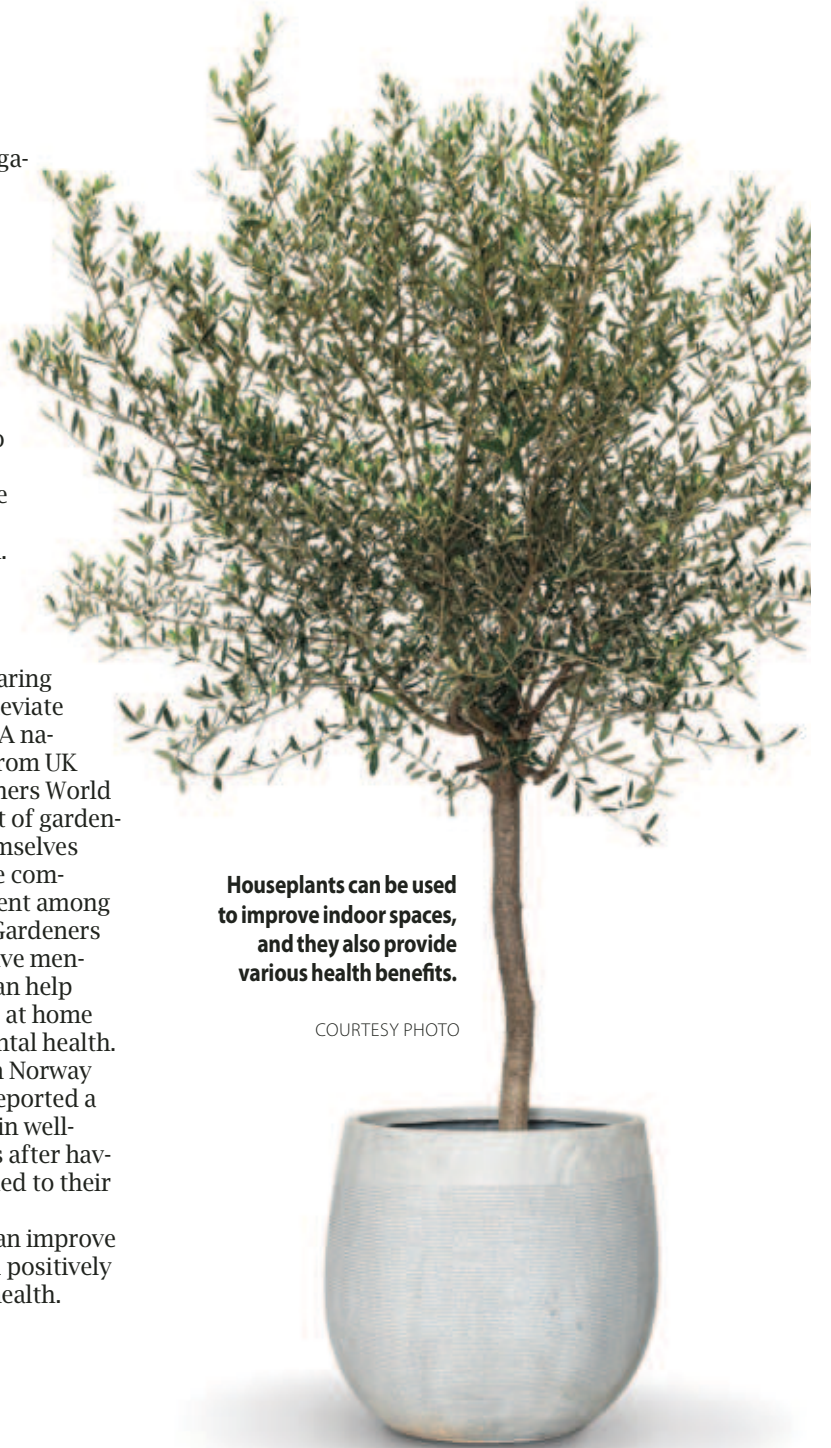 ga-
o
e
.
aring
eviate
A na-
rom UK
ners World
t of garden-
mselves
e com-
ent among
Gardeners
ve men-
an help
at home
ntal health.
n Norway
eported a
in well-
s after hav-
ed to their
an improve
positively
ealth.
Houseplants can be used
to improve indoor spaces,
and they also provide
various health benefits.
COURTESY PHOTO